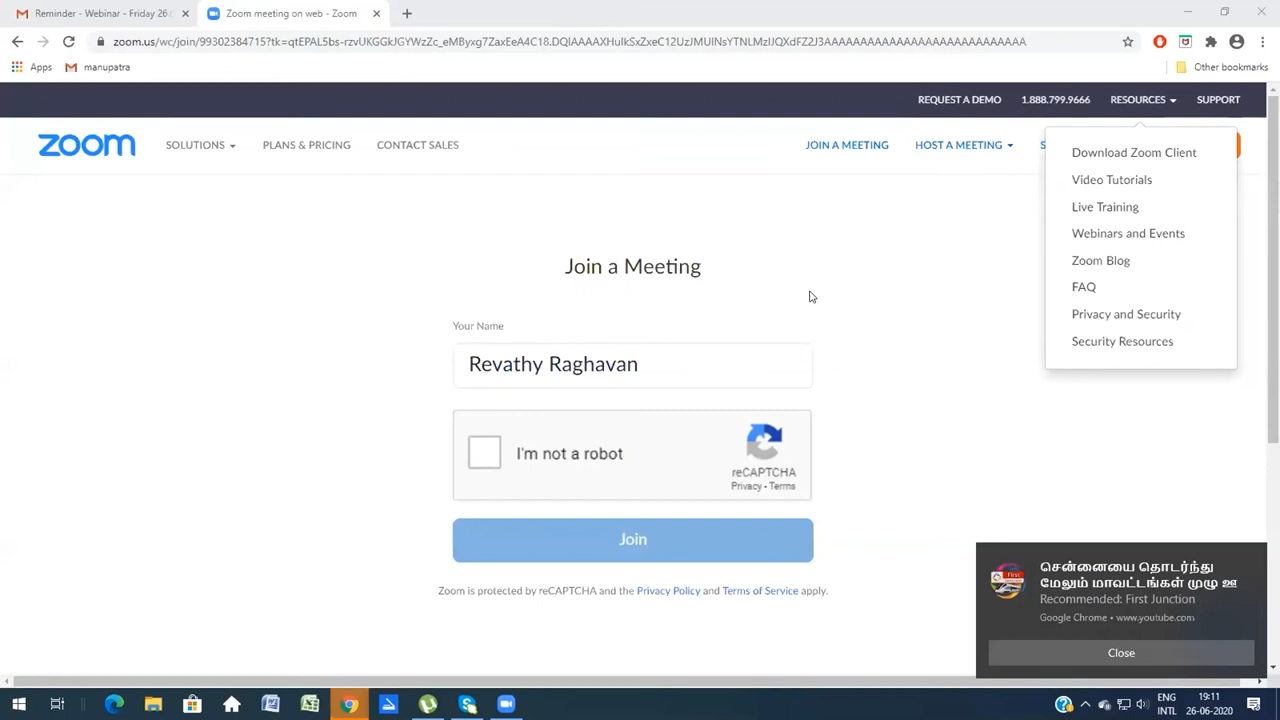 Reminder - Webinar - Friday 26
Zoom meeting on web - Zoom
zoom.us/wc/join/99302384715?tk=qtEPAL5bs-rzvUKGGkJGYWzZc_eMByxg7ZaxEeA4C18.DQIAAAAXHulkSxZxeC12UzJMUlNsYTNLMzlJQXdFZ2J3AAAAAAAAAAAAAAAAAAAAAAAAAAAA
Apps
manupatra
Other bookmarks
REQUEST A DEMO
1.888.799.9666
RESOURCES
SUPPORT
zoom
SOLUTIONS
PLANS & PRICING
CONTACT SALES
JOIN A MEETING
HOST A MEETING
Download Zoom Client
Video Tutorials
Live Training
Webinars and Events
Zoom Blog
FAQ
Privacy and Security
Security Resources
Join a Meeting
Your Name
Revathy Raghavan
I'm not a robot
reCAPTCHA
Privacy - Terms
Join
Zoom is protected by reCAPTCHA and the Privacy Policy and Terms of Service apply.
சென்னையை தொடர்ந்து
மேலும் மாவட்டங்கள் முழு ஊ
Recommended: First Junction
Google Chrome • www.youtube.com
Close
ENG
INTL
19:11
26-06-2020